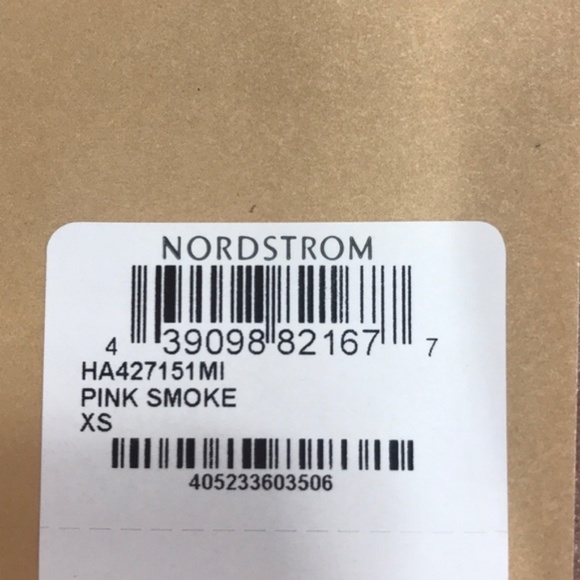 NORDSTROM
4 39098 82167 7
HA427151MI
PINK SMOKE
XS
405233603506